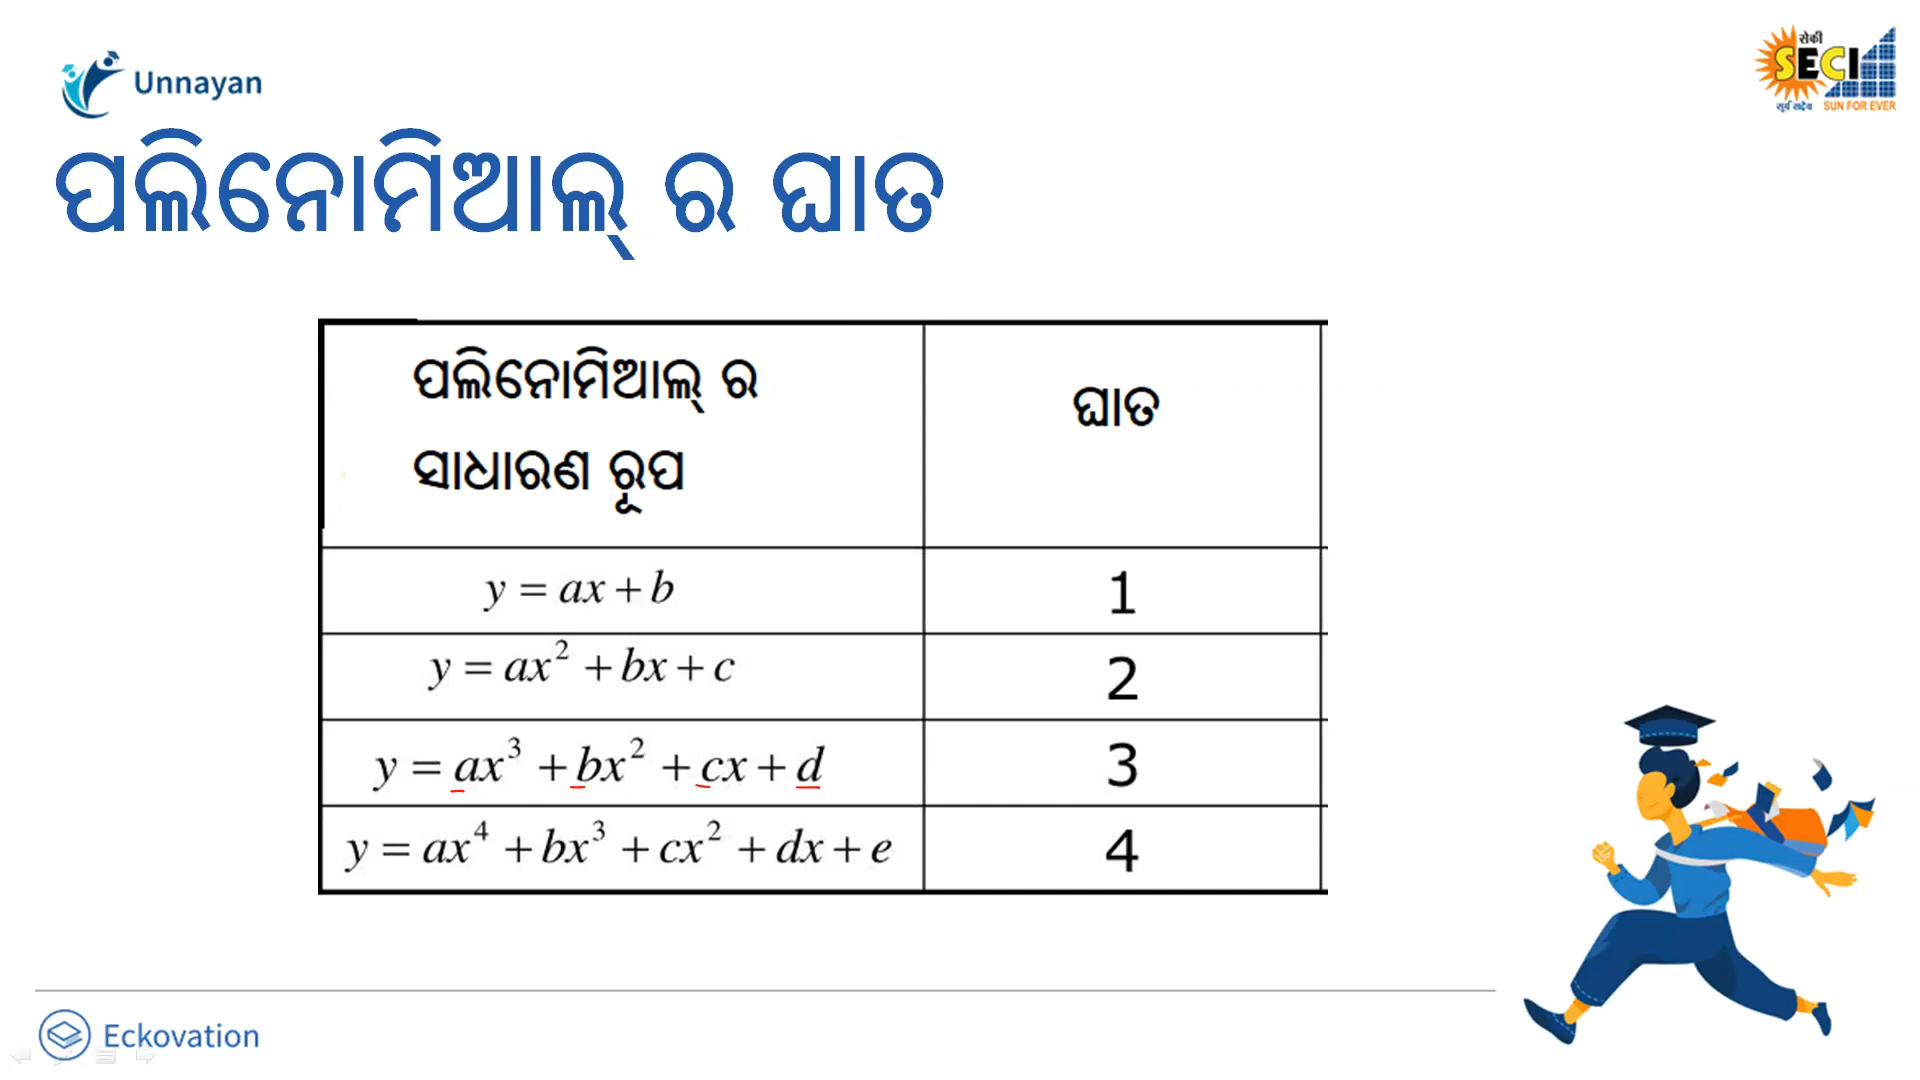 Unnayan
सेकी
SECI
सूर्य सदैव SUN FOR EVER
ପଲିନୋମିଆଲ୍ ର ଘାତ
ପଲିନୋମିଆଲ୍ ର
ସାଧାରଣ ରୂପ
ଘାତ
y = ax + b
1
y = ax² + bx + c
2
y = ax³ + bx² + cx + d
3
y = ax⁴ + bx³ + cx² + dx + e
4
Eckovation